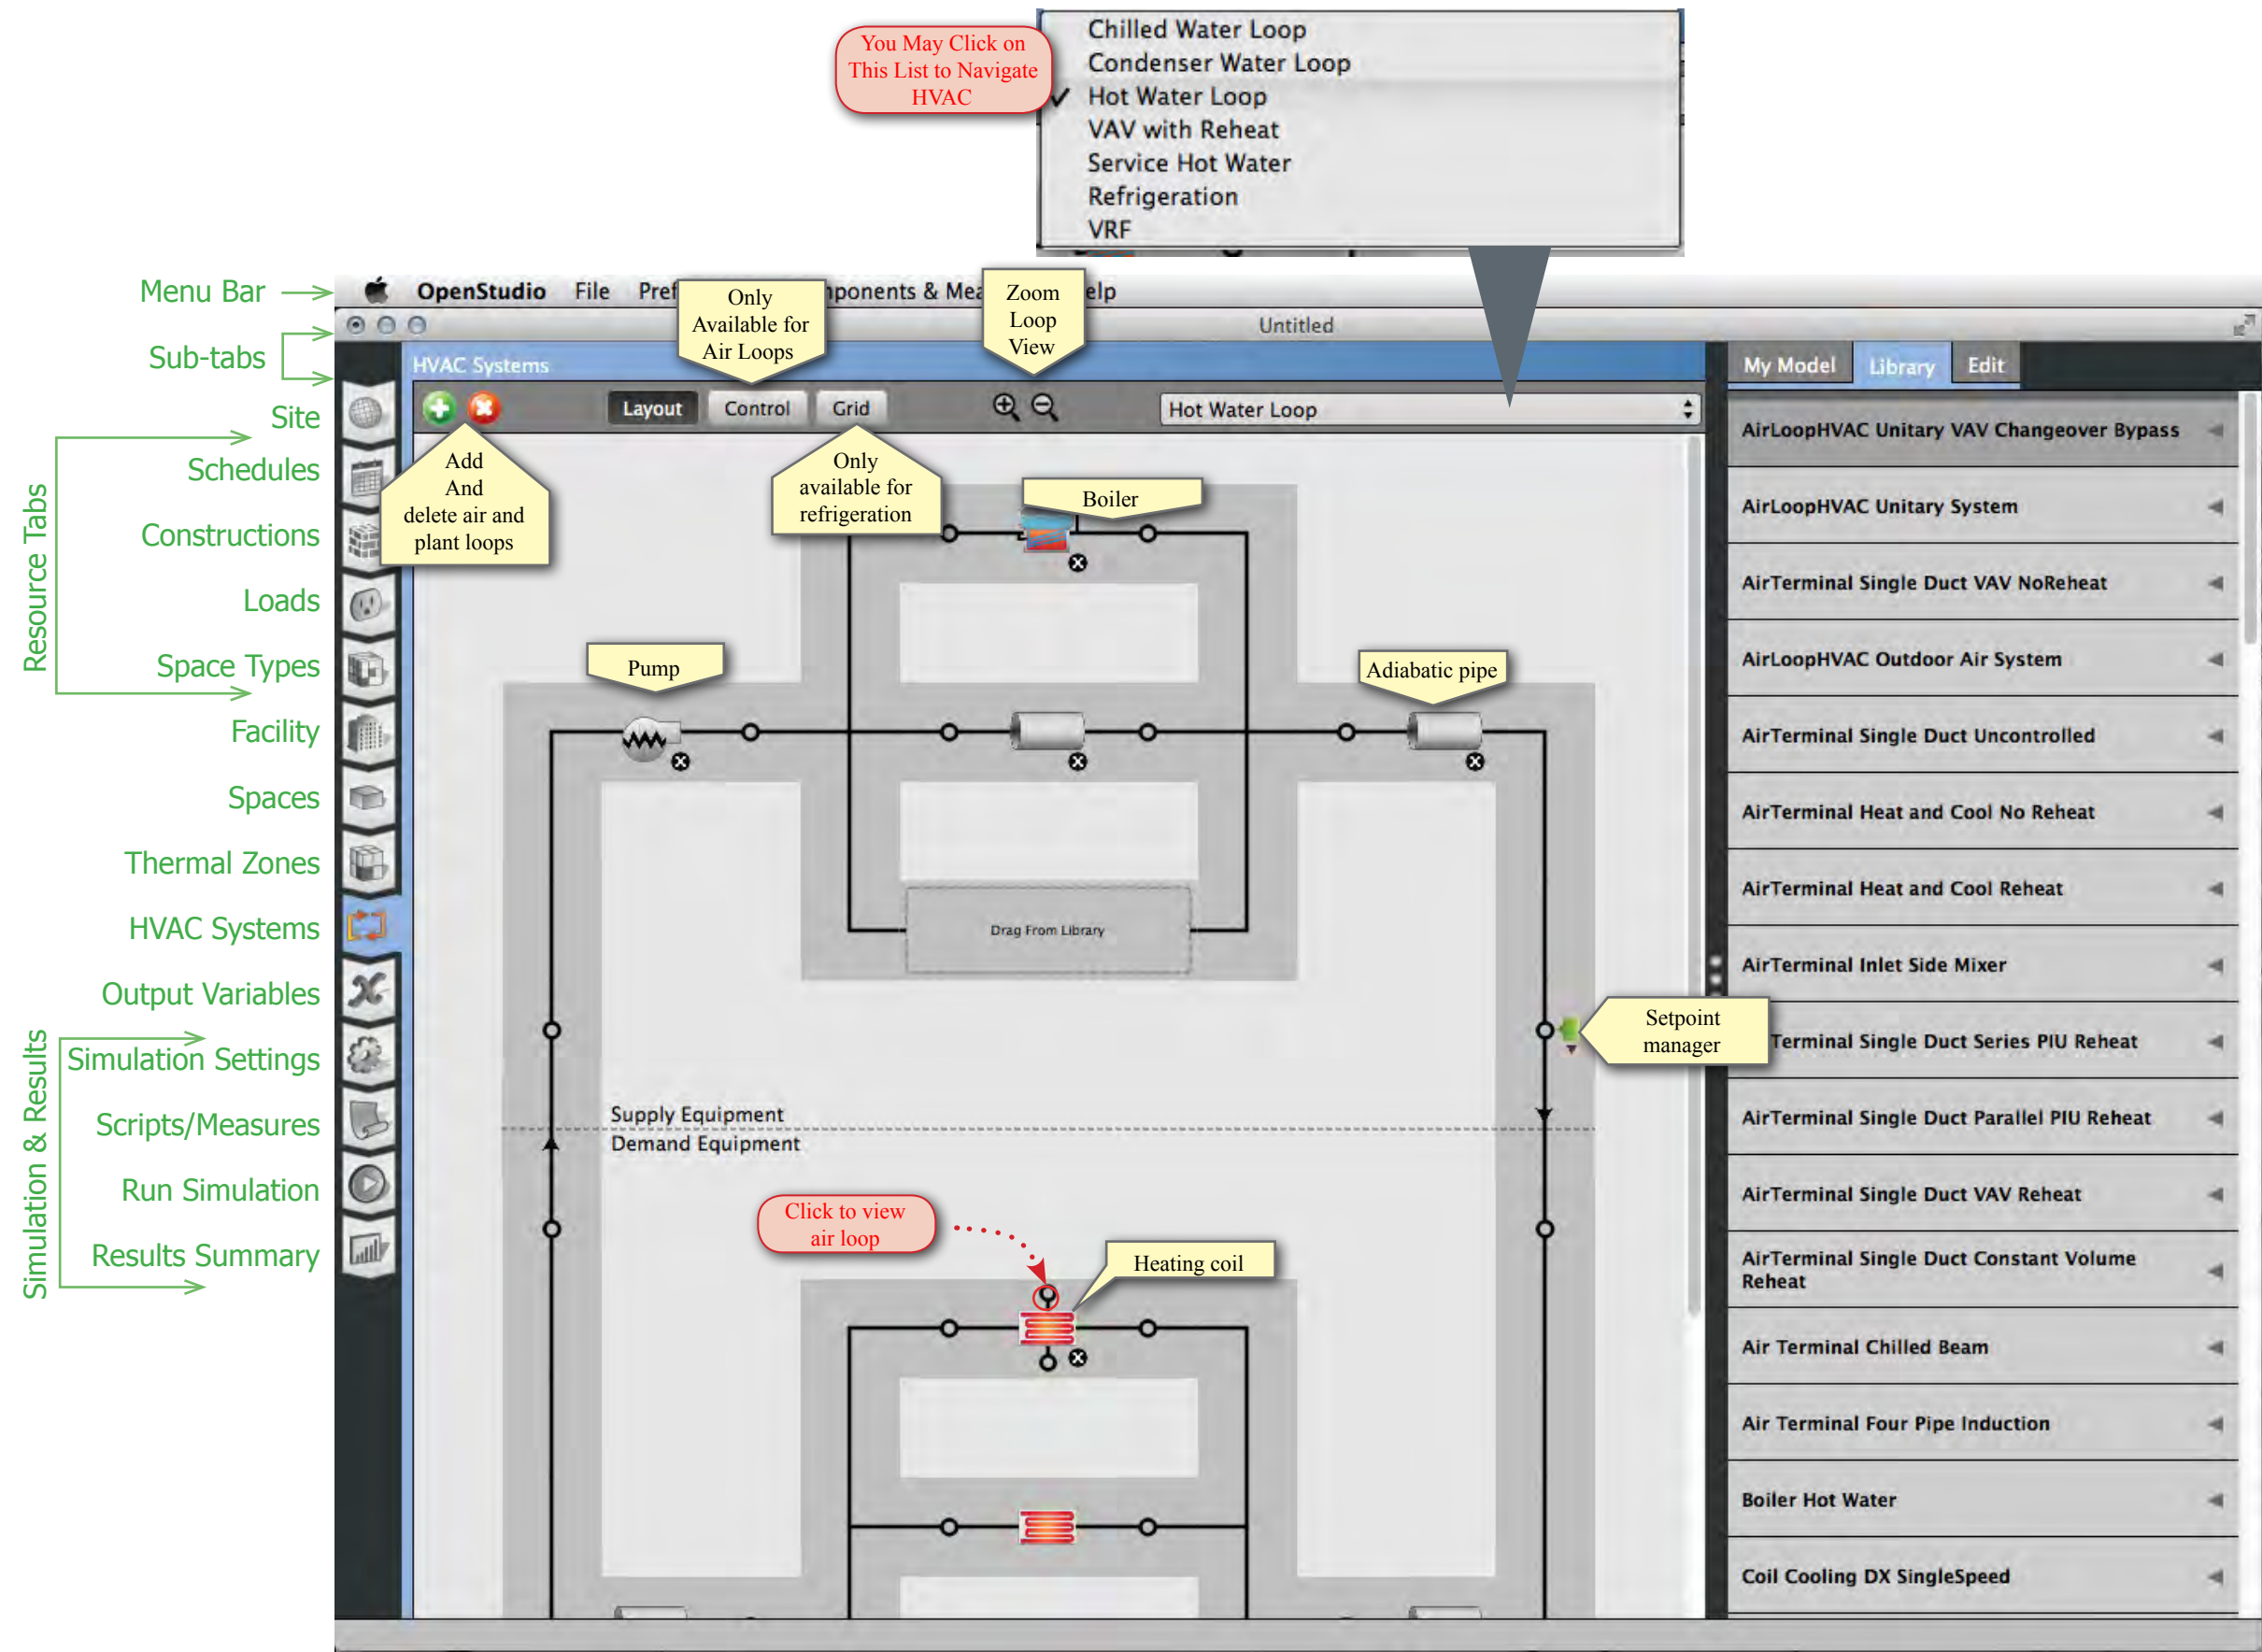 Chilled Water Loop
Condenser Water Loop
Hot Water Loop
VAV with Reheat
Service Hot Water
Refrigeration
VRF
You May Click on
This List to Navigate
HVAC
Menu Bar
OpenStudio File Pref
ponents & Mea
elp
Only
Available for
Air Loops
Zoom
Loop
View
Untitled
Sub-tabs
HVAC Systems
My Model Library Edit
Layout Control Grid
Hot Water Loop
Add
And
delete air and
plant loops
Only
available for
refrigeration
Boiler
Pump
Adiabatic pipe
Drag From Library
Setpoint
manager
Supply Equipment
Demand Equipment
Click to view
air loop
Heating coil
Resource Tabs
Site
Schedules
Constructions
Loads
Space Types
Facility
Spaces
Thermal Zones
HVAC Systems
Output Variables
Simulation & Results
Simulation Settings
Scripts/Measures
Run Simulation
Results Summary
AirLoopHVAC Unitary VAV Changeover Bypass
AirLoopHVAC Unitary System
AirTerminal Single Duct VAV NoReheat
AirLoopHVAC Outdoor Air System
AirTerminal Single Duct Uncontrolled
AirTerminal Heat and Cool No Reheat
AirTerminal Heat and Cool Reheat
AirTerminal Inlet Side Mixer
Terminal Single Duct Series PIU Reheat
AirTerminal Single Duct Parallel PIU Reheat
AirTerminal Single Duct VAV Reheat
AirTerminal Single Duct Constant Volume
Reheat
Air Terminal Chilled Beam
Air Terminal Four Pipe Induction
Boiler Hot Water
Coil Cooling DX SingleSpeed